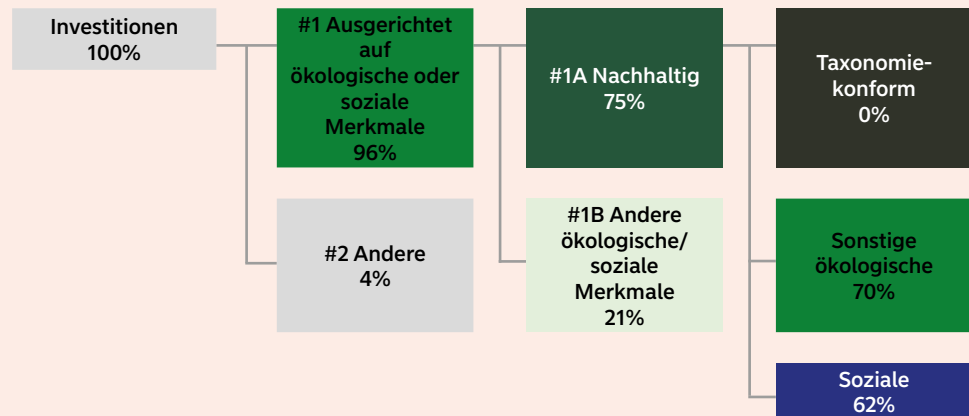 Investitionen
100%
#1 Ausgerichtet
auf
ökologische oder
soziale
Merkmale
96%
#1A Nachhaltig
75%
Taxonomie-
konform
0%
#2 Andere
4%
#1B Andere
ökologische/
soziale
Merkmale
21%
Sonstige
ökologische
70%
Soziale
62%